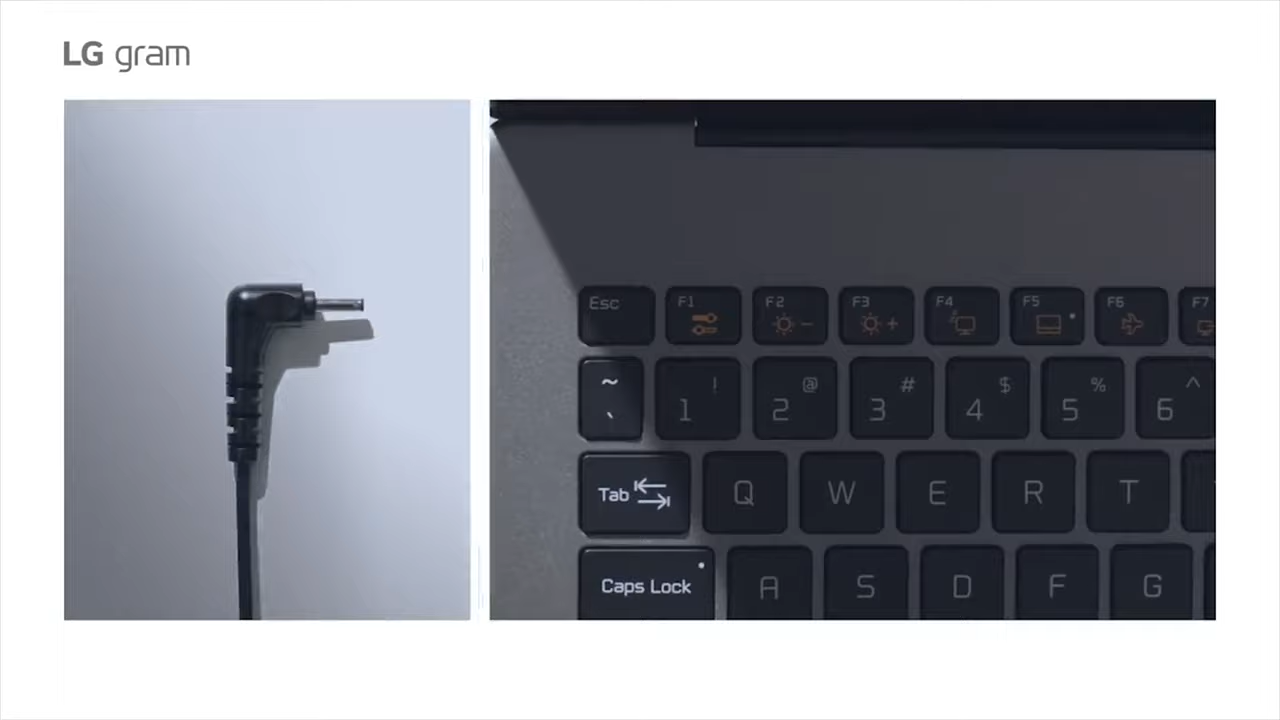 LG gram
Esc F1 F2 F3 F4 F5 F6 F7
~ ! @ # $ % ^
` 1 2 3 4 5 6
Tab Q W E R T
Caps Lock A S D F G